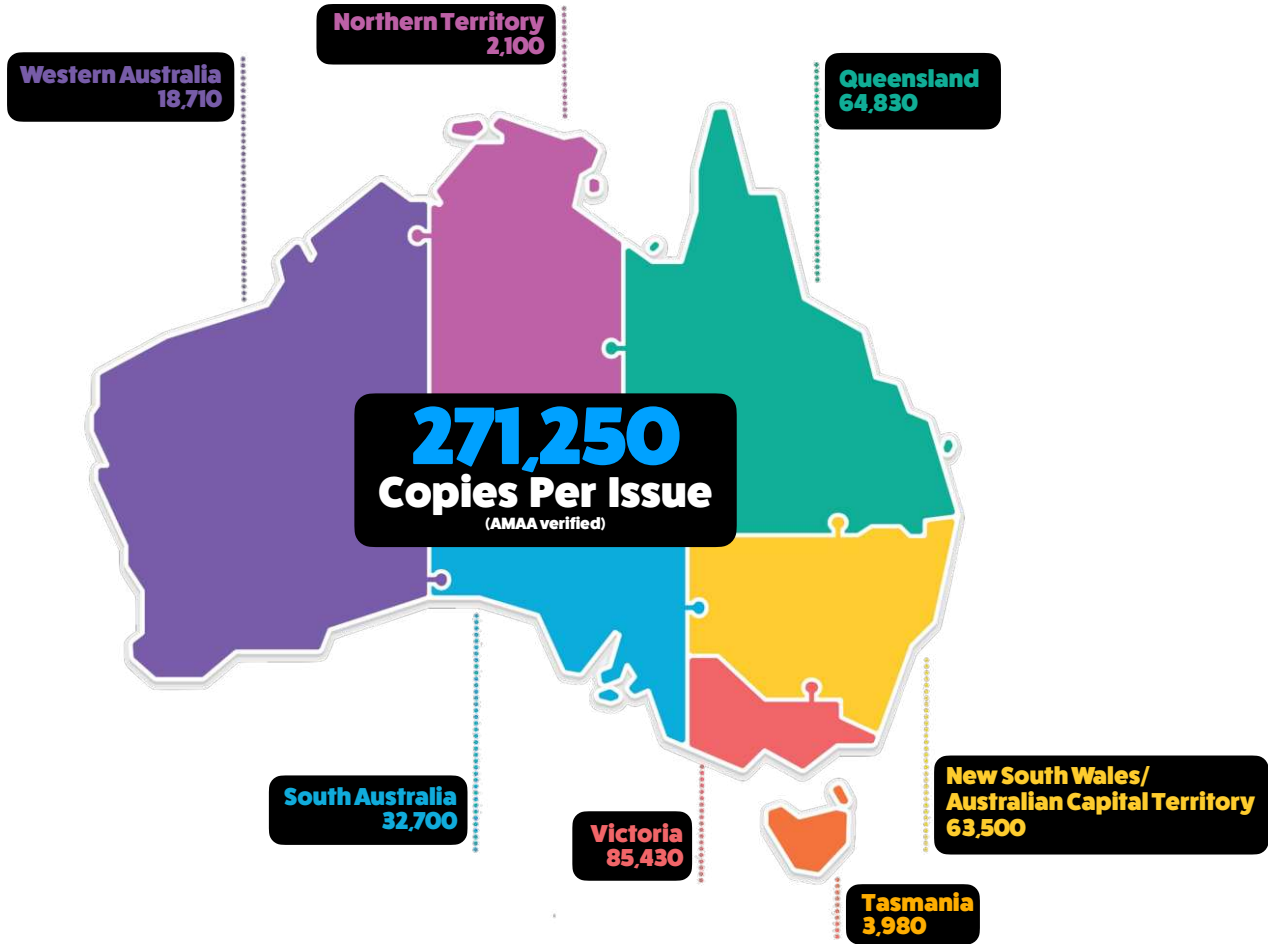 Northern Territory
2,100
Western Australia
18,710
Queensland
64,830
271,250
Copies Per Issue
(AMAA verified)
South Australia
32,700
Victoria
85,430
New South Wales/
Australian Capital Territory
63,500
Tasmania
3,980